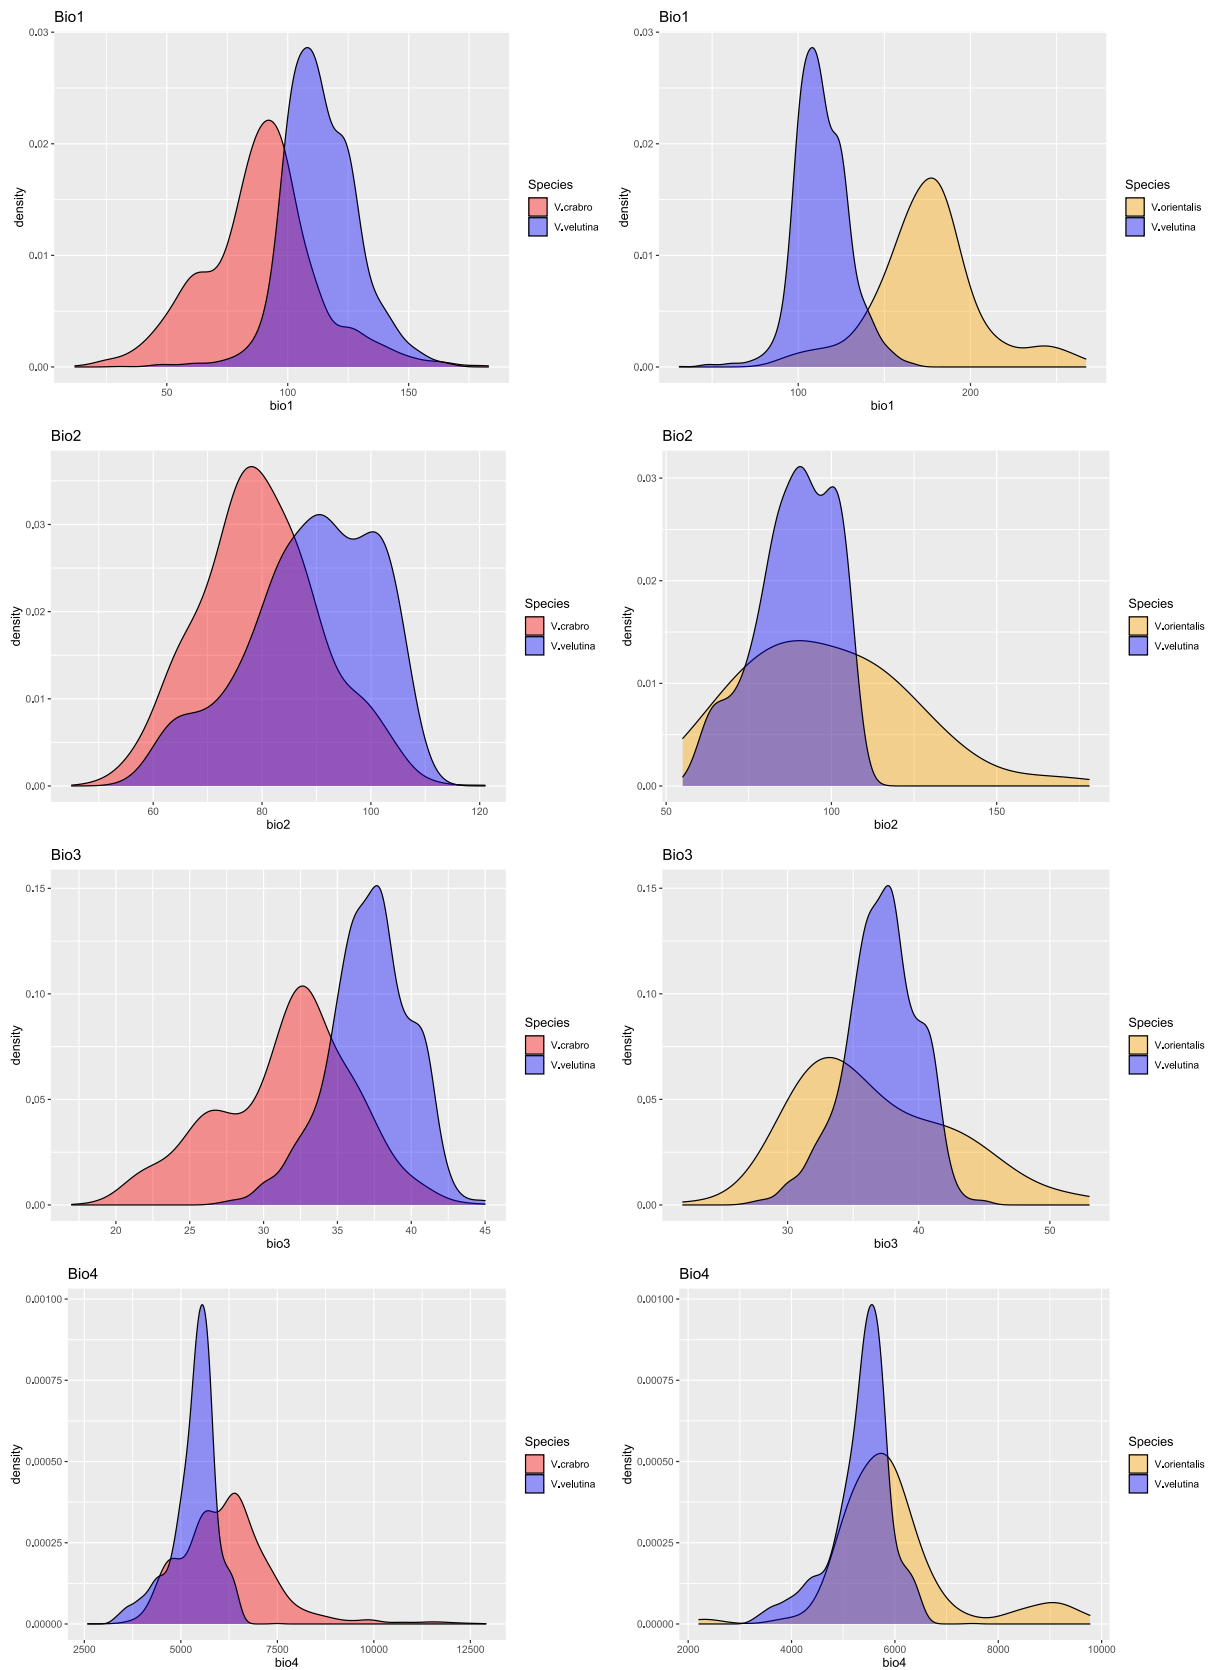 Bio1
0.03
0.02
0.01
0.00
density
50
100
150
bio1
Species
V.crabro
V.velutina
Bio1
0.03
0.02
0.01
0.00
density
100
200
bio1
Species
V.orientalis
V.velutina
Bio2
0.03
0.02
0.01
0.00
density
60
80
100
120
bio2
Species
V.crabro
V.velutina
Bio2
0.03
0.02
0.01
0.00
density
50
100
150
bio2
Species
V.orientalis
V.velutina
Bio3
0.15
0.10
0.05
0.00
density
20
25
30
35
40
45
bio3
Species
V.crabro
V.velutina
Bio3
0.15
0.10
0.05
0.00
density
30
40
50
bio3
Species
V.orientalis
V.velutina
Bio4
0.00100
0.00075
0.00050
0.00025
0.00000
density
2500
5000
7500
10000
12500
bio4
Species
V.crabro
V.velutina
Bio4
0.00100
0.00075
0.00050
0.00025
0.00000
density
2000
4000
6000
8000
10000
bio4
Species
V.orientalis
V.velutina